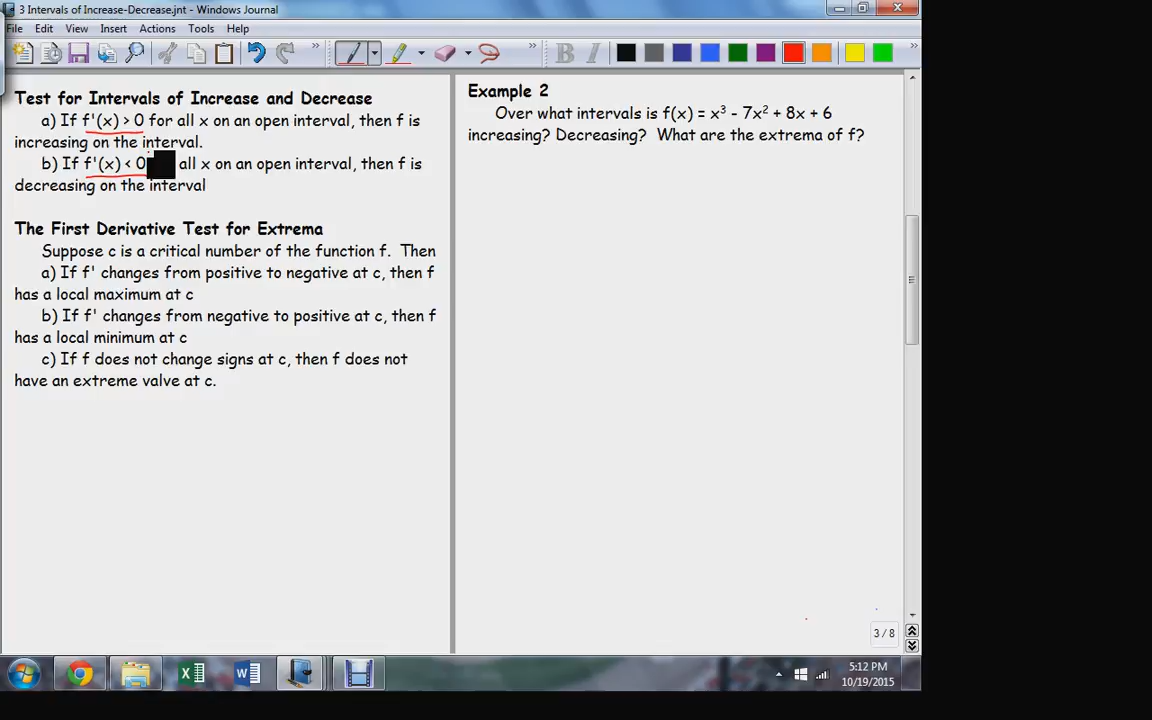 3 Intervals of Increase-Decrease.jnt - Windows Journal
File Edit View Insert Actions Tools Help
B I
Test for Intervals of Increase and Decrease
a) If f'(x) > 0 for all x on an open interval, then f is
increasing on the interval.
b) If f'(x) < 0 all x on an open interval, then f is
decreasing on the interval
The First Derivative Test for Extrema
Suppose c is a critical number of the function f. Then
a) If f' changes from positive to negative at c, then f
has a local maximum at c
b) If f' changes from negative to positive at c, then f
has a local minimum at c
c) If f does not change signs at c, then f does not
have an extreme valve at c.
Example 2
Over what intervals is f(x) = x³ - 7x² + 8x + 6
increasing? Decreasing? What are the extrema of f?
3 / 8
5:12 PM
10/19/2015